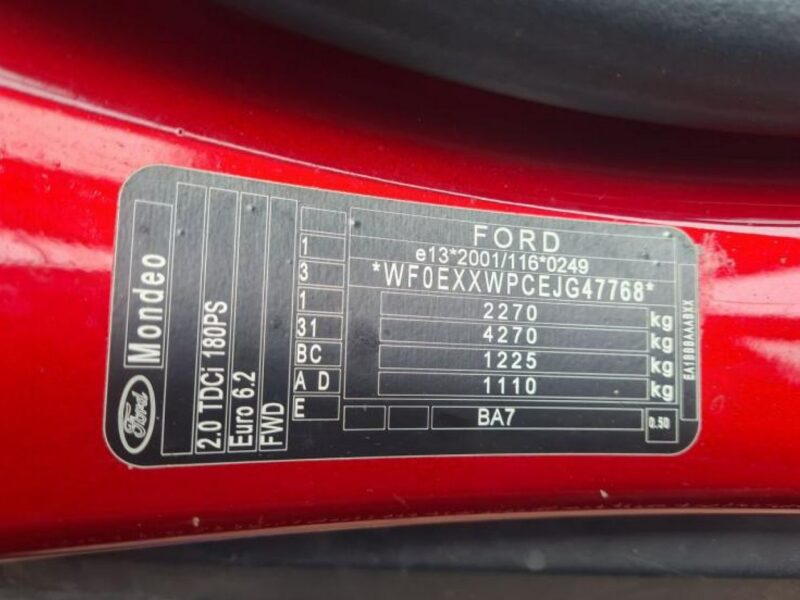 FORD
e13*2001/116*0249
*WF0EXXWPCEJG47768*
2270 kg
4270 kg
1225 kg
1110 kg
BA7
0.50
1
3
1
31
BC
A D
E
Ford
Mondeo
2.0 TDCi 180PS
Euro 6.2
FWD